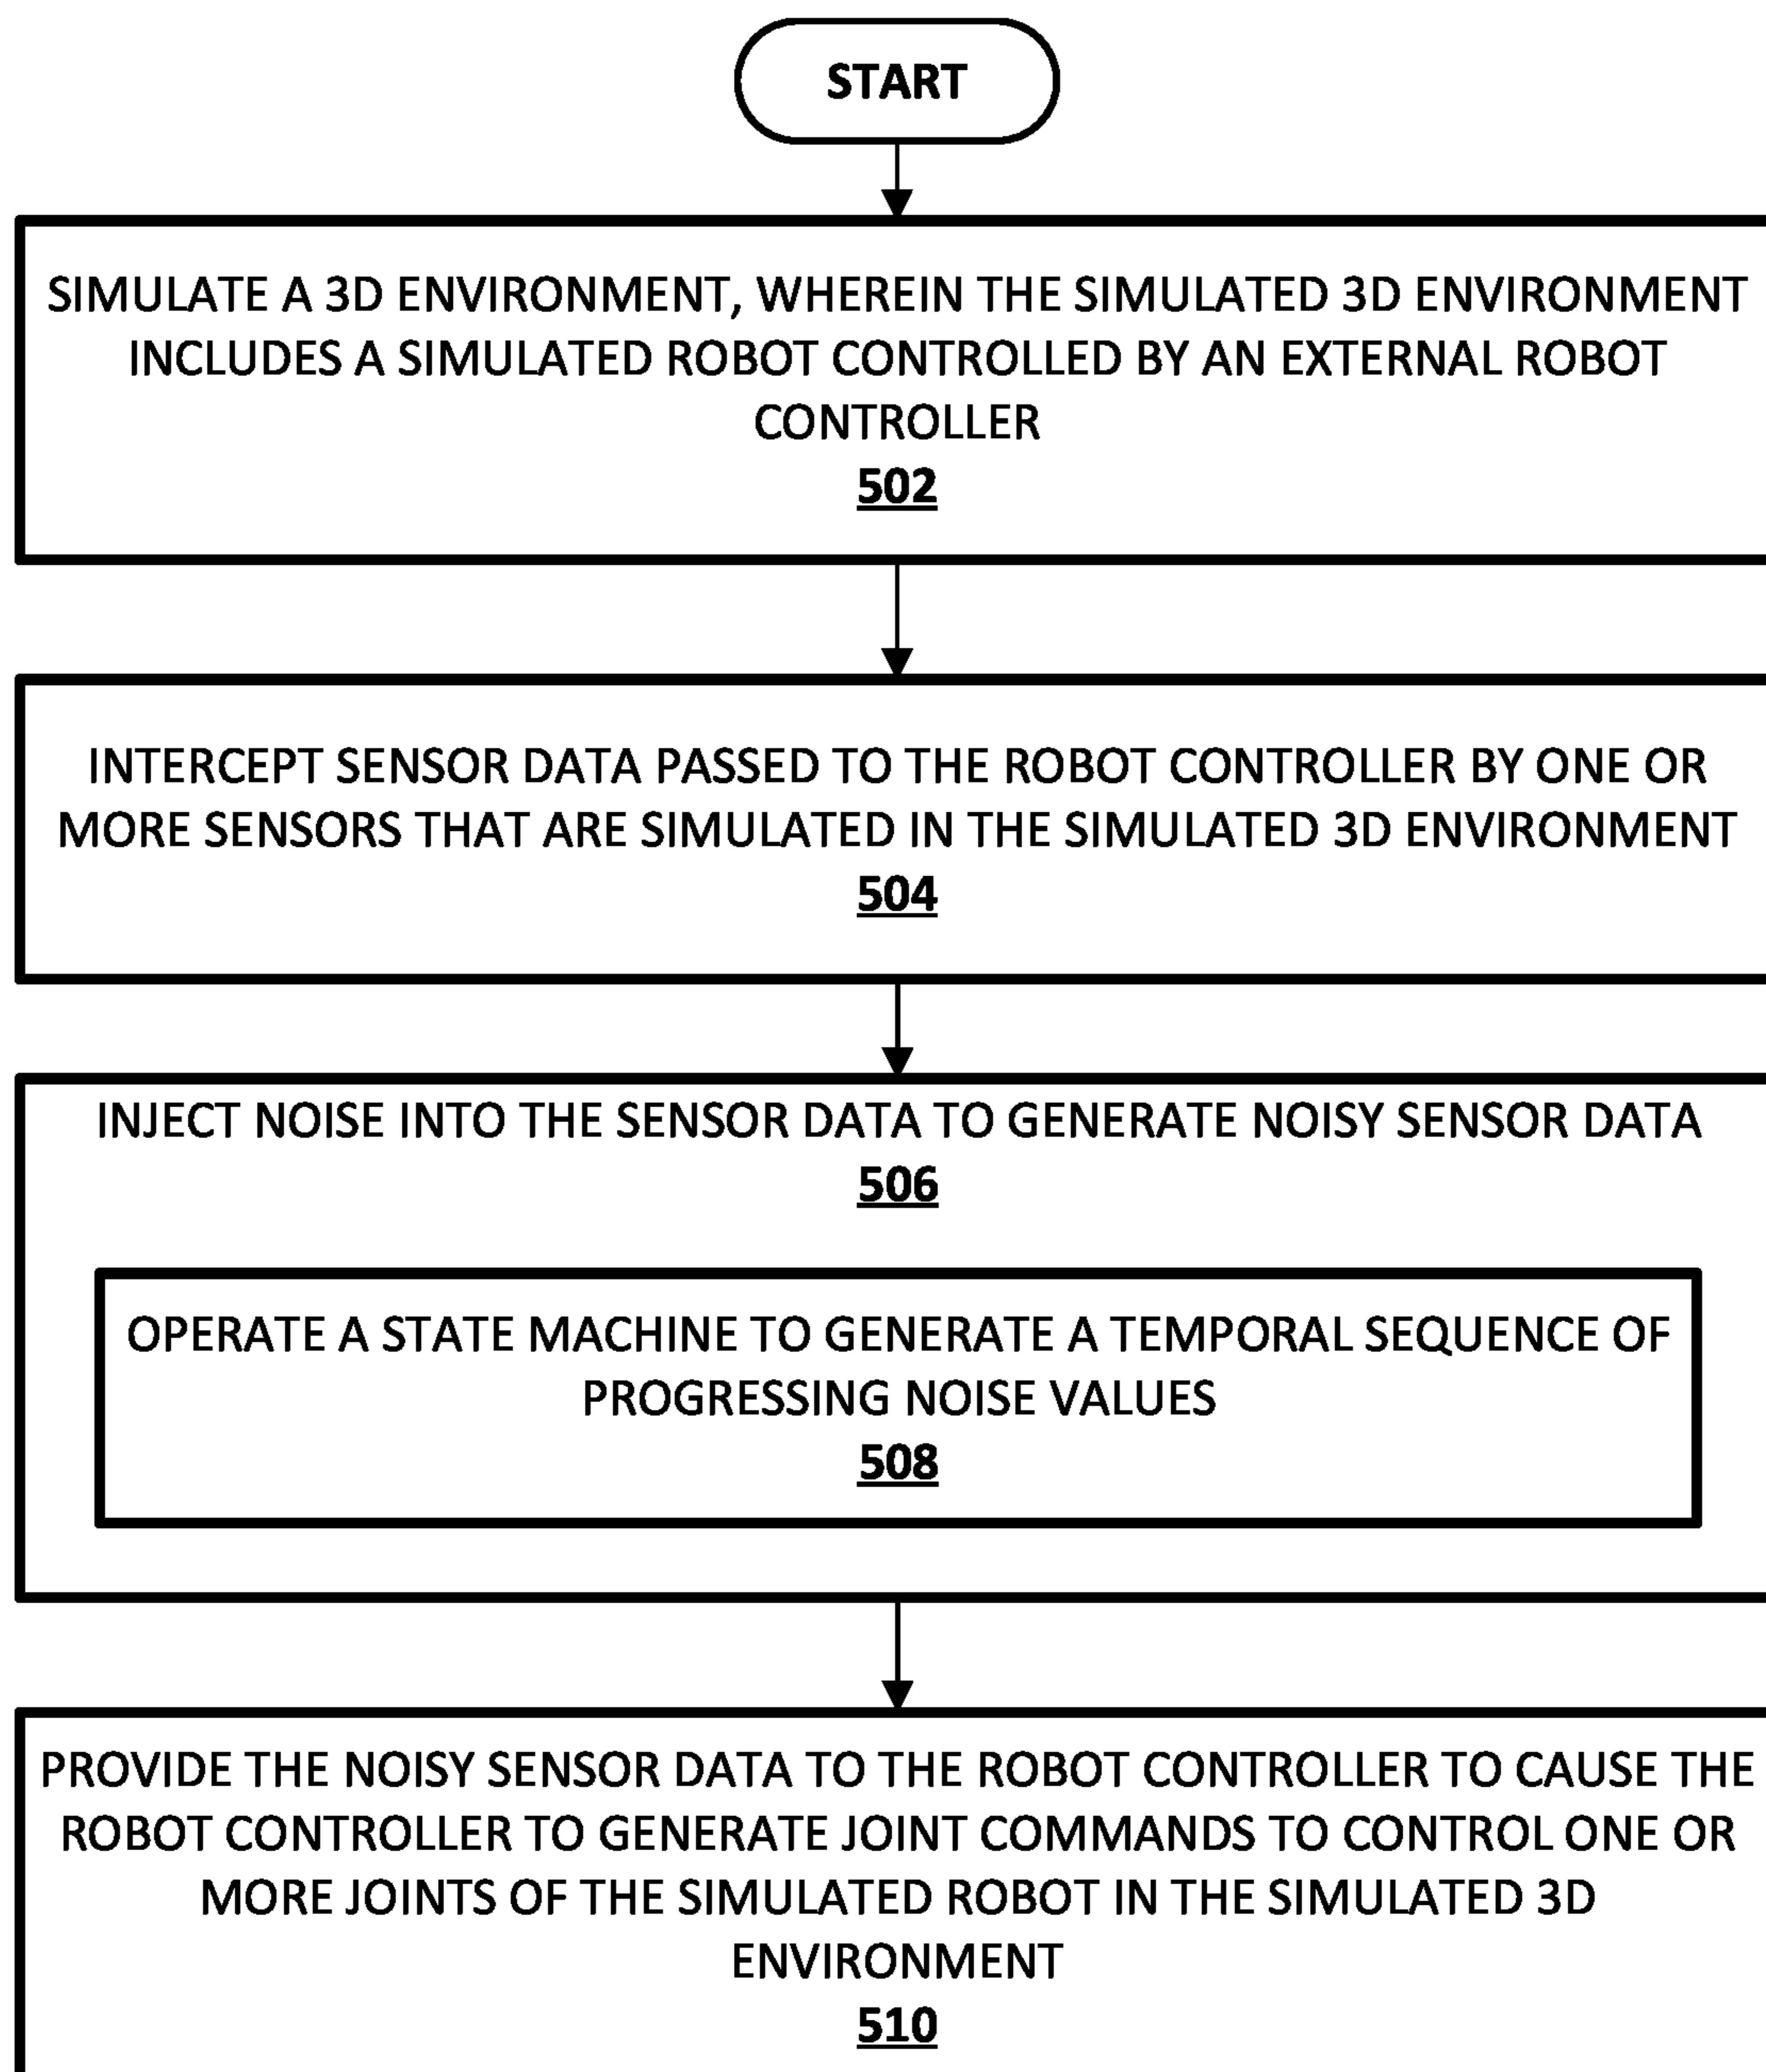 START
SIMULATE A 3D ENVIRONMENT, WHEREIN THE SIMULATED 3D ENVIRONMENT
INCLUDES A SIMULATED ROBOT CONTROLLED BY AN EXTERNAL ROBOT
CONTROLLER
502
INTERCEPT SENSOR DATA PASSED TO THE ROBOT CONTROLLER BY ONE OR
MORE SENSORS THAT ARE SIMULATED IN THE SIMULATED 3D ENVIRONMENT
504
INJECT NOISE INTO THE SENSOR DATA TO GENERATE NOISY SENSOR DATA
506
OPERATE A STATE MACHINE TO GENERATE A TEMPORAL SEQUENCE OF
PROGRESSING NOISE VALUES
508
PROVIDE THE NOISY SENSOR DATA TO THE ROBOT CONTROLLER TO CAUSE THE
ROBOT CONTROLLER TO GENERATE JOINT COMMANDS TO CONTROL ONE OR
MORE JOINTS OF THE SIMULATED ROBOT IN THE SIMULATED 3D
ENVIRONMENT
510